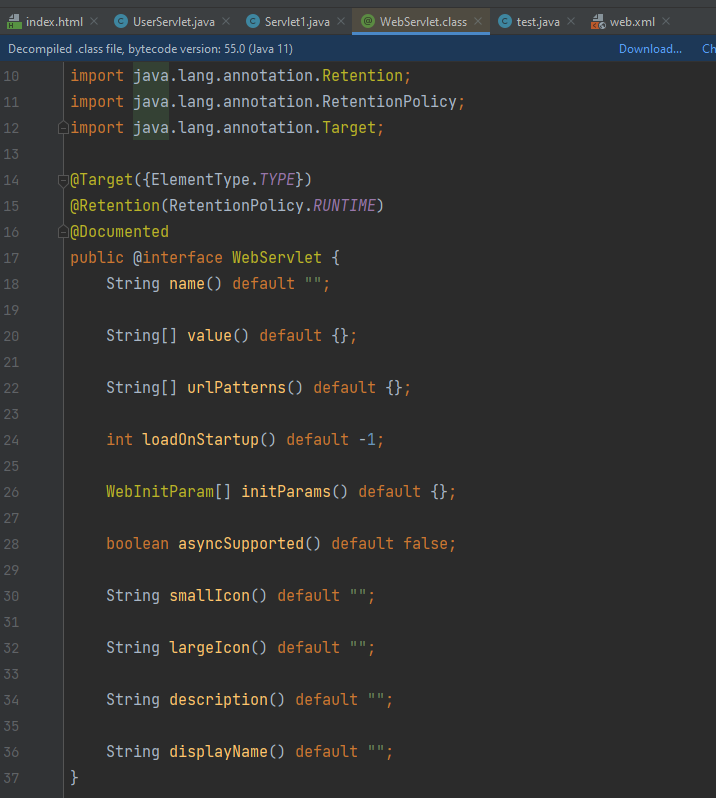 index.html UserServlet.java Servlet1.java WebServlet.class test.java web.xml
Decompiled .class file, bytecode version: 55.0 (Java 11) Download... Ch
10 import java.lang.annotation.Retention;
11 import java.lang.annotation.RetentionPolicy;
12 import java.lang.annotation.Target;
13
14 @Target({ElementType.TYPE})
15 @Retention(RetentionPolicy.RUNTIME)
16 @Documented
17 public @interface WebServlet {
18 String name() default "";
19
20 String[] value() default {};
21
22 String[] urlPatterns() default {};
23
24 int loadOnStartup() default -1;
25
26 WebInitParam[] initParams() default {};
27
28 boolean asyncSupported() default false;
29
30 String smallIcon() default "";
31
32 String largeIcon() default "";
33
34 String description() default "";
35
36 String displayName() default "";
37 }